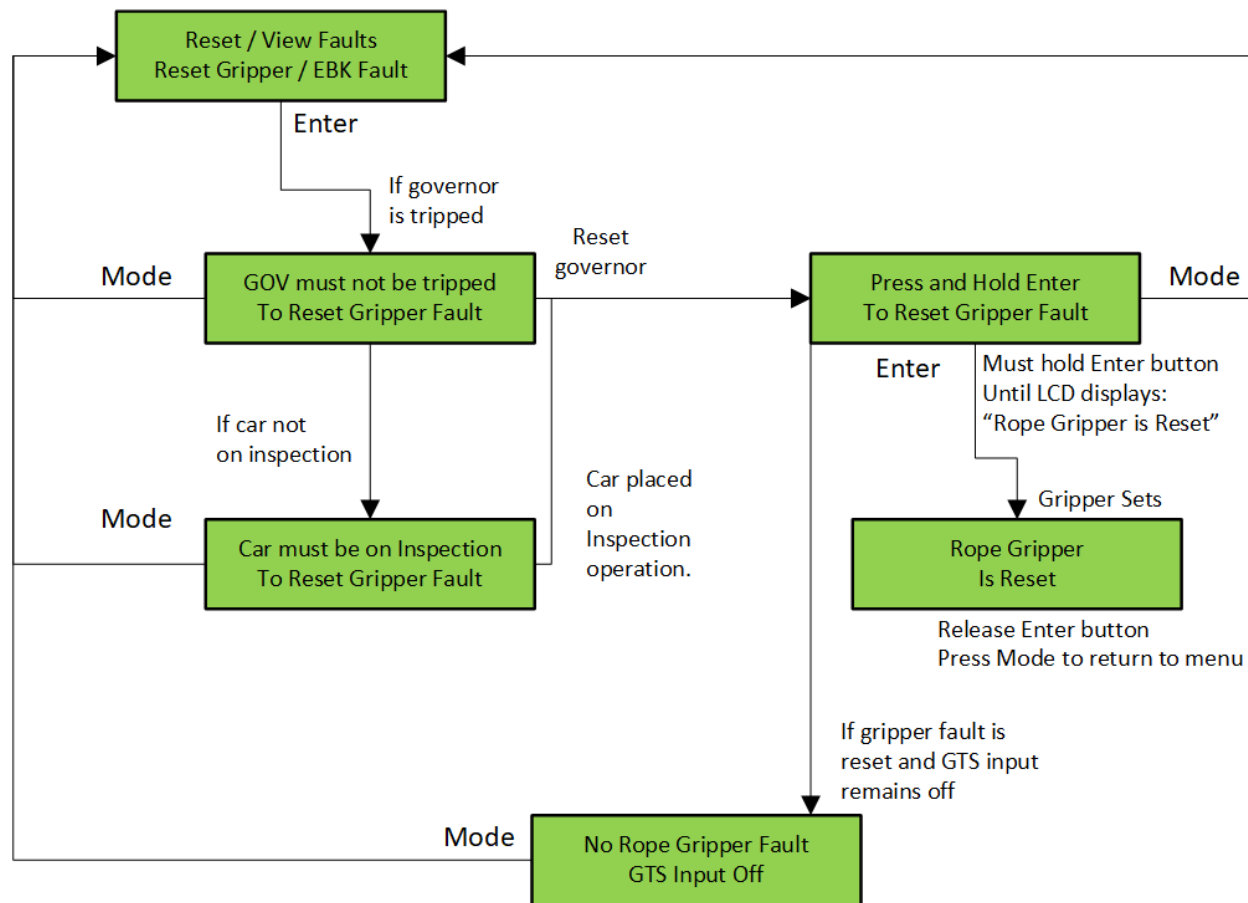 Reset / View Faults
Reset Gripper / EBK Fault
Enter
If governor
is tripped
Mode
GOV must not be tripped
To Reset Gripper Fault
Reset
governor
Press and Hold Enter
To Reset Gripper Fault
Mode
Enter
Must hold Enter button
Until LCD displays:
“Rope Gripper is Reset”
If car not
on inspection
Mode
Car must be on Inspection
To Reset Gripper Fault
Car placed
on
Inspection
operation.
Gripper Sets
Rope Gripper
Is Reset
Release Enter button
Press Mode to return to menu
If gripper fault is
reset and GTS input
remains off
Mode
No Rope Gripper Fault
GTS Input Off